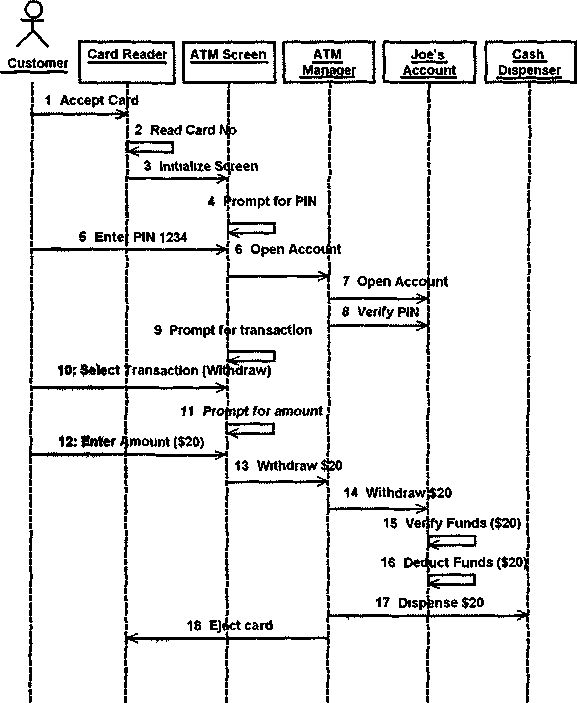 Customer
Card Reader
ATM Screen
ATM
Manager
Joe's
Account
Cash
Dispenser
1 Accept Card
2 Read Card No
3 Initialize Screen
4 Prompt for PIN
5 Enter PIN 1234
6 Open Account
7 Open Account
8 Verify PIN
9 Prompt for transaction
10: Select Transaction (Withdraw)
11 Prompt for amount
12: Enter Amount ($20)
13 Withdraw $20
14 Withdraw $20
15 Verify Funds ($20)
16 Deduct Funds ($20)
17 Dispense $20
18 Eject card